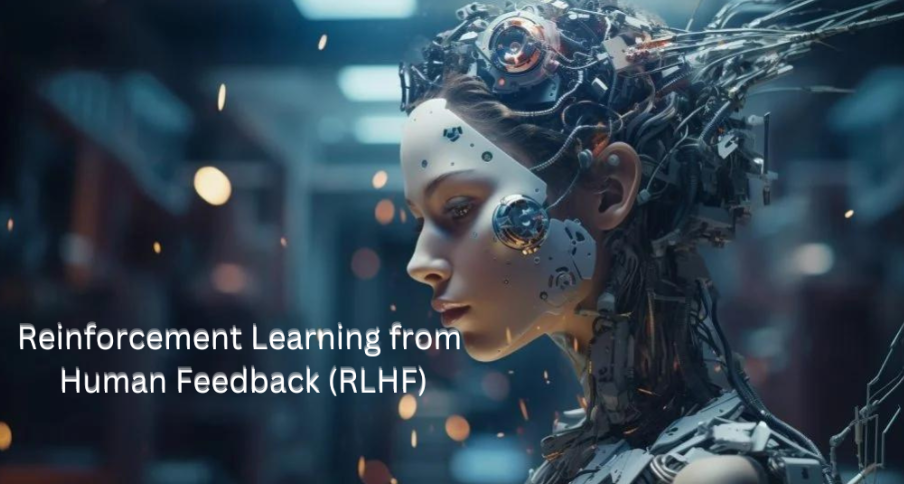 Reinforcement Learning from
Human Feedback (RLHF)